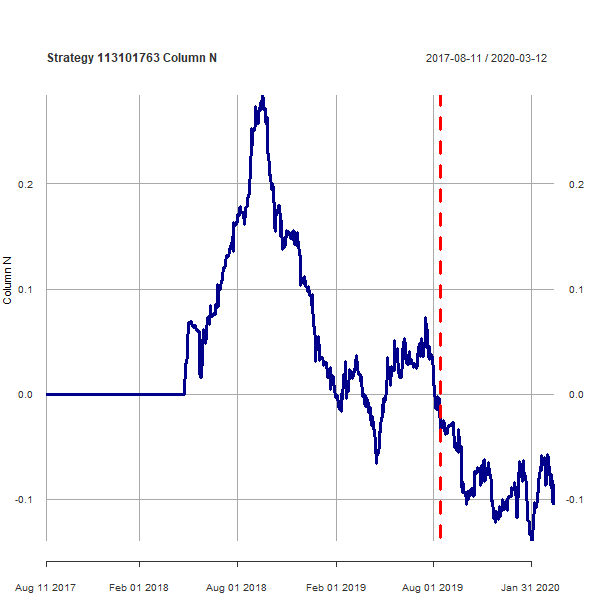 Strategy 113101763 Column N
2017-08-11 / 2020-03-12
Column N
0.2
0.2
0.1
0.1
0.0
0.0
-0.1
-0.1
Aug 11 2017
Feb 01 2018
Aug 01 2018
Feb 01 2019
Aug 01 2019
Jan 31 2020